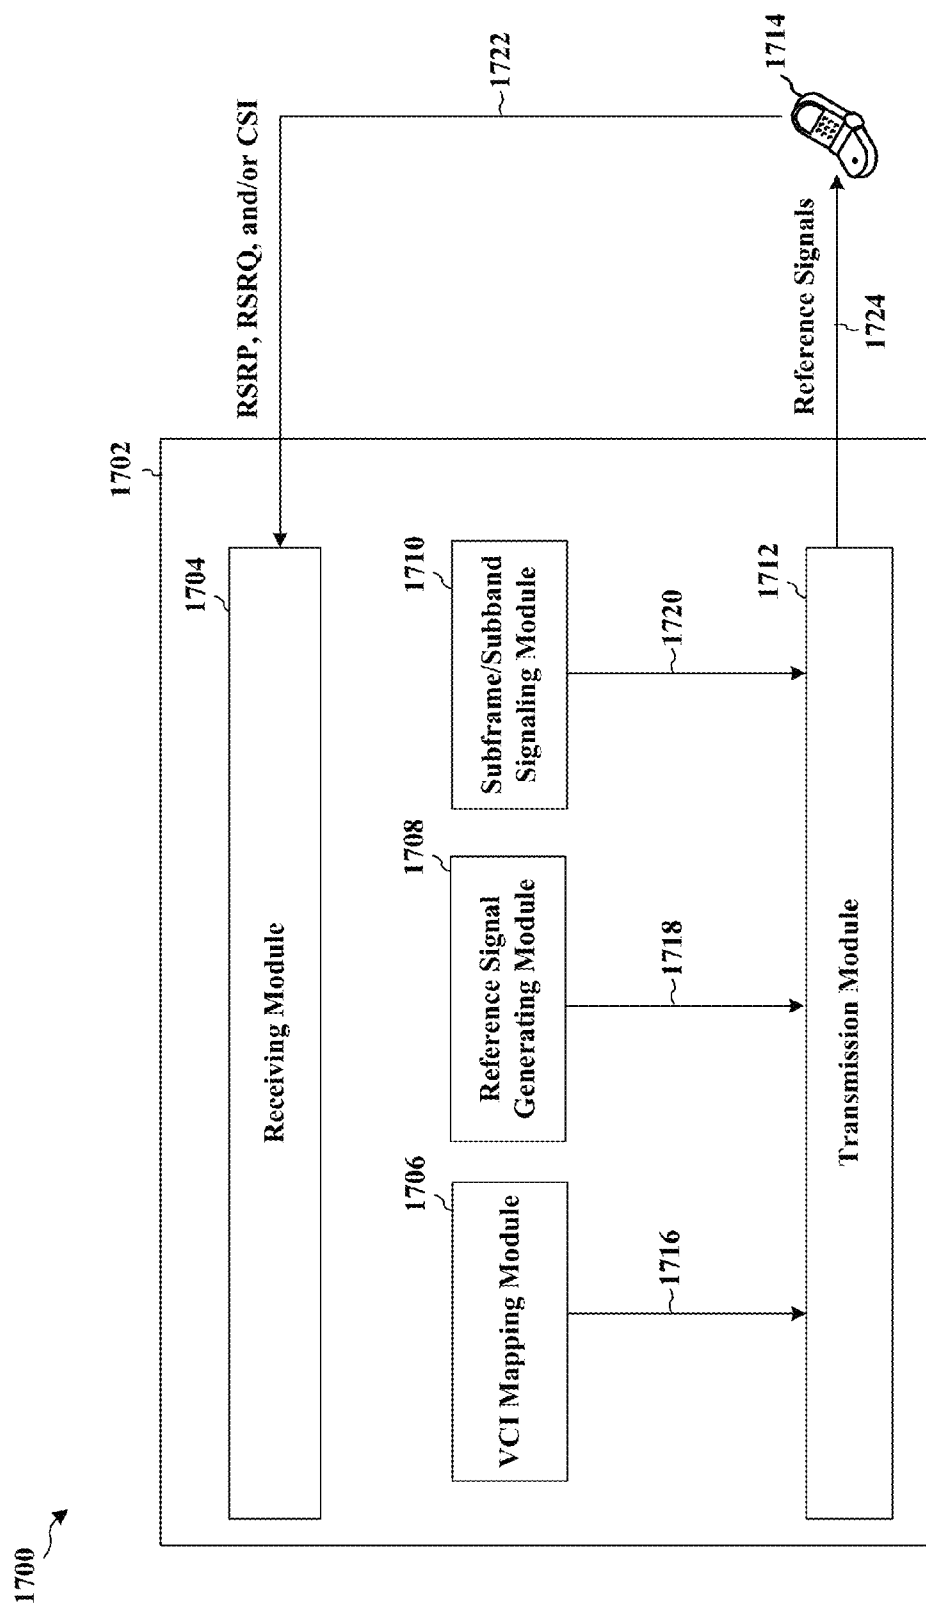 1700
1702
1704
Receiving Module
RSRP, RSRQ, and/or CSI
1722
1706
VCI Mapping Module
1708
Reference Signal
Generating Module
1710
Subframe/Subband
Signaling Module
1716
1718
1720
1712
Transmission Module
Reference Signals
1724
1714